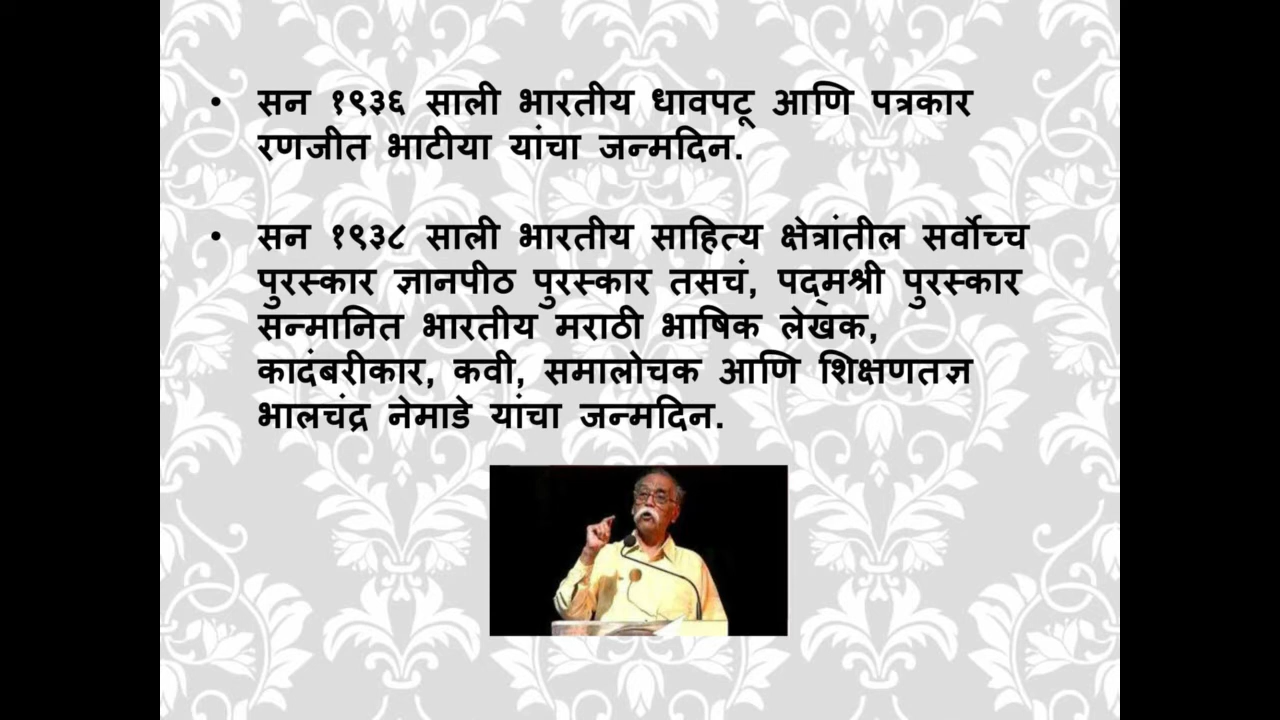 • सन १९३६ साली भारतीय धावपटू आणि पत्रकार
रणजीत भाटीया यांचा जन्मदिन.
• सन १९३८ साली भारतीय साहित्य क्षेत्रांतील सर्वोच्च
पुरस्कार ज्ञानपीठ पुरस्कार तसचं, पद्मश्री पुरस्कार
सन्मानित भारतीय मराठी भाषिक लेखक,
कादंबरीकार, कवी, समालोचक आणि शिक्षणतज्ञ
भालचंद्र नेमाडे यांचा जन्मदिन.